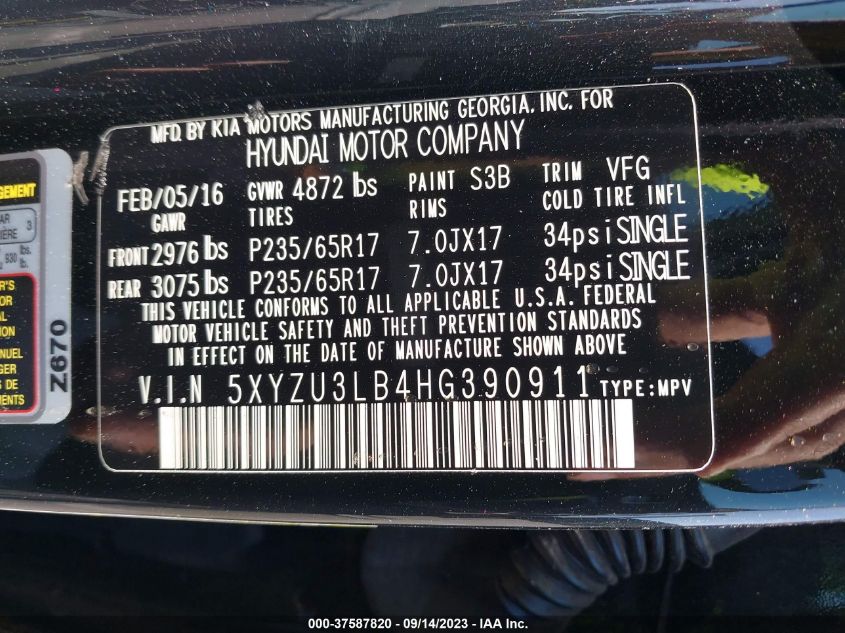 MFD. BY KIA MOTORS MANUFACTURING GEORGIA, INC. FOR
HYUNDAI MOTOR COMPANY
FEB/05/16 GVWR 4872 lbs PAINT S3B TRIM VFG
GAWR TIRES RIMS COLD TIRE INFL
FRONT 2976 lbs P235/65R17 7.0JX17 34psi SINGLE
REAR 3075 lbs P235/65R17 7.0JX17 34psi SINGLE
THIS VEHICLE CONFORMS TO ALL APPLICABLE U.S.A. FEDERAL
MOTOR VEHICLE SAFETY AND THEFT PREVENTION STANDARDS
IN EFFECT ON THE DATE OF MANUFACTURE SHOWN ABOVE
V.I.N 5XYZU3LB4HG390911 TYPE:MPV
3
930 lb.
lbs.
Z670
000-37587820 - 09/14/2023 - IAA Inc.